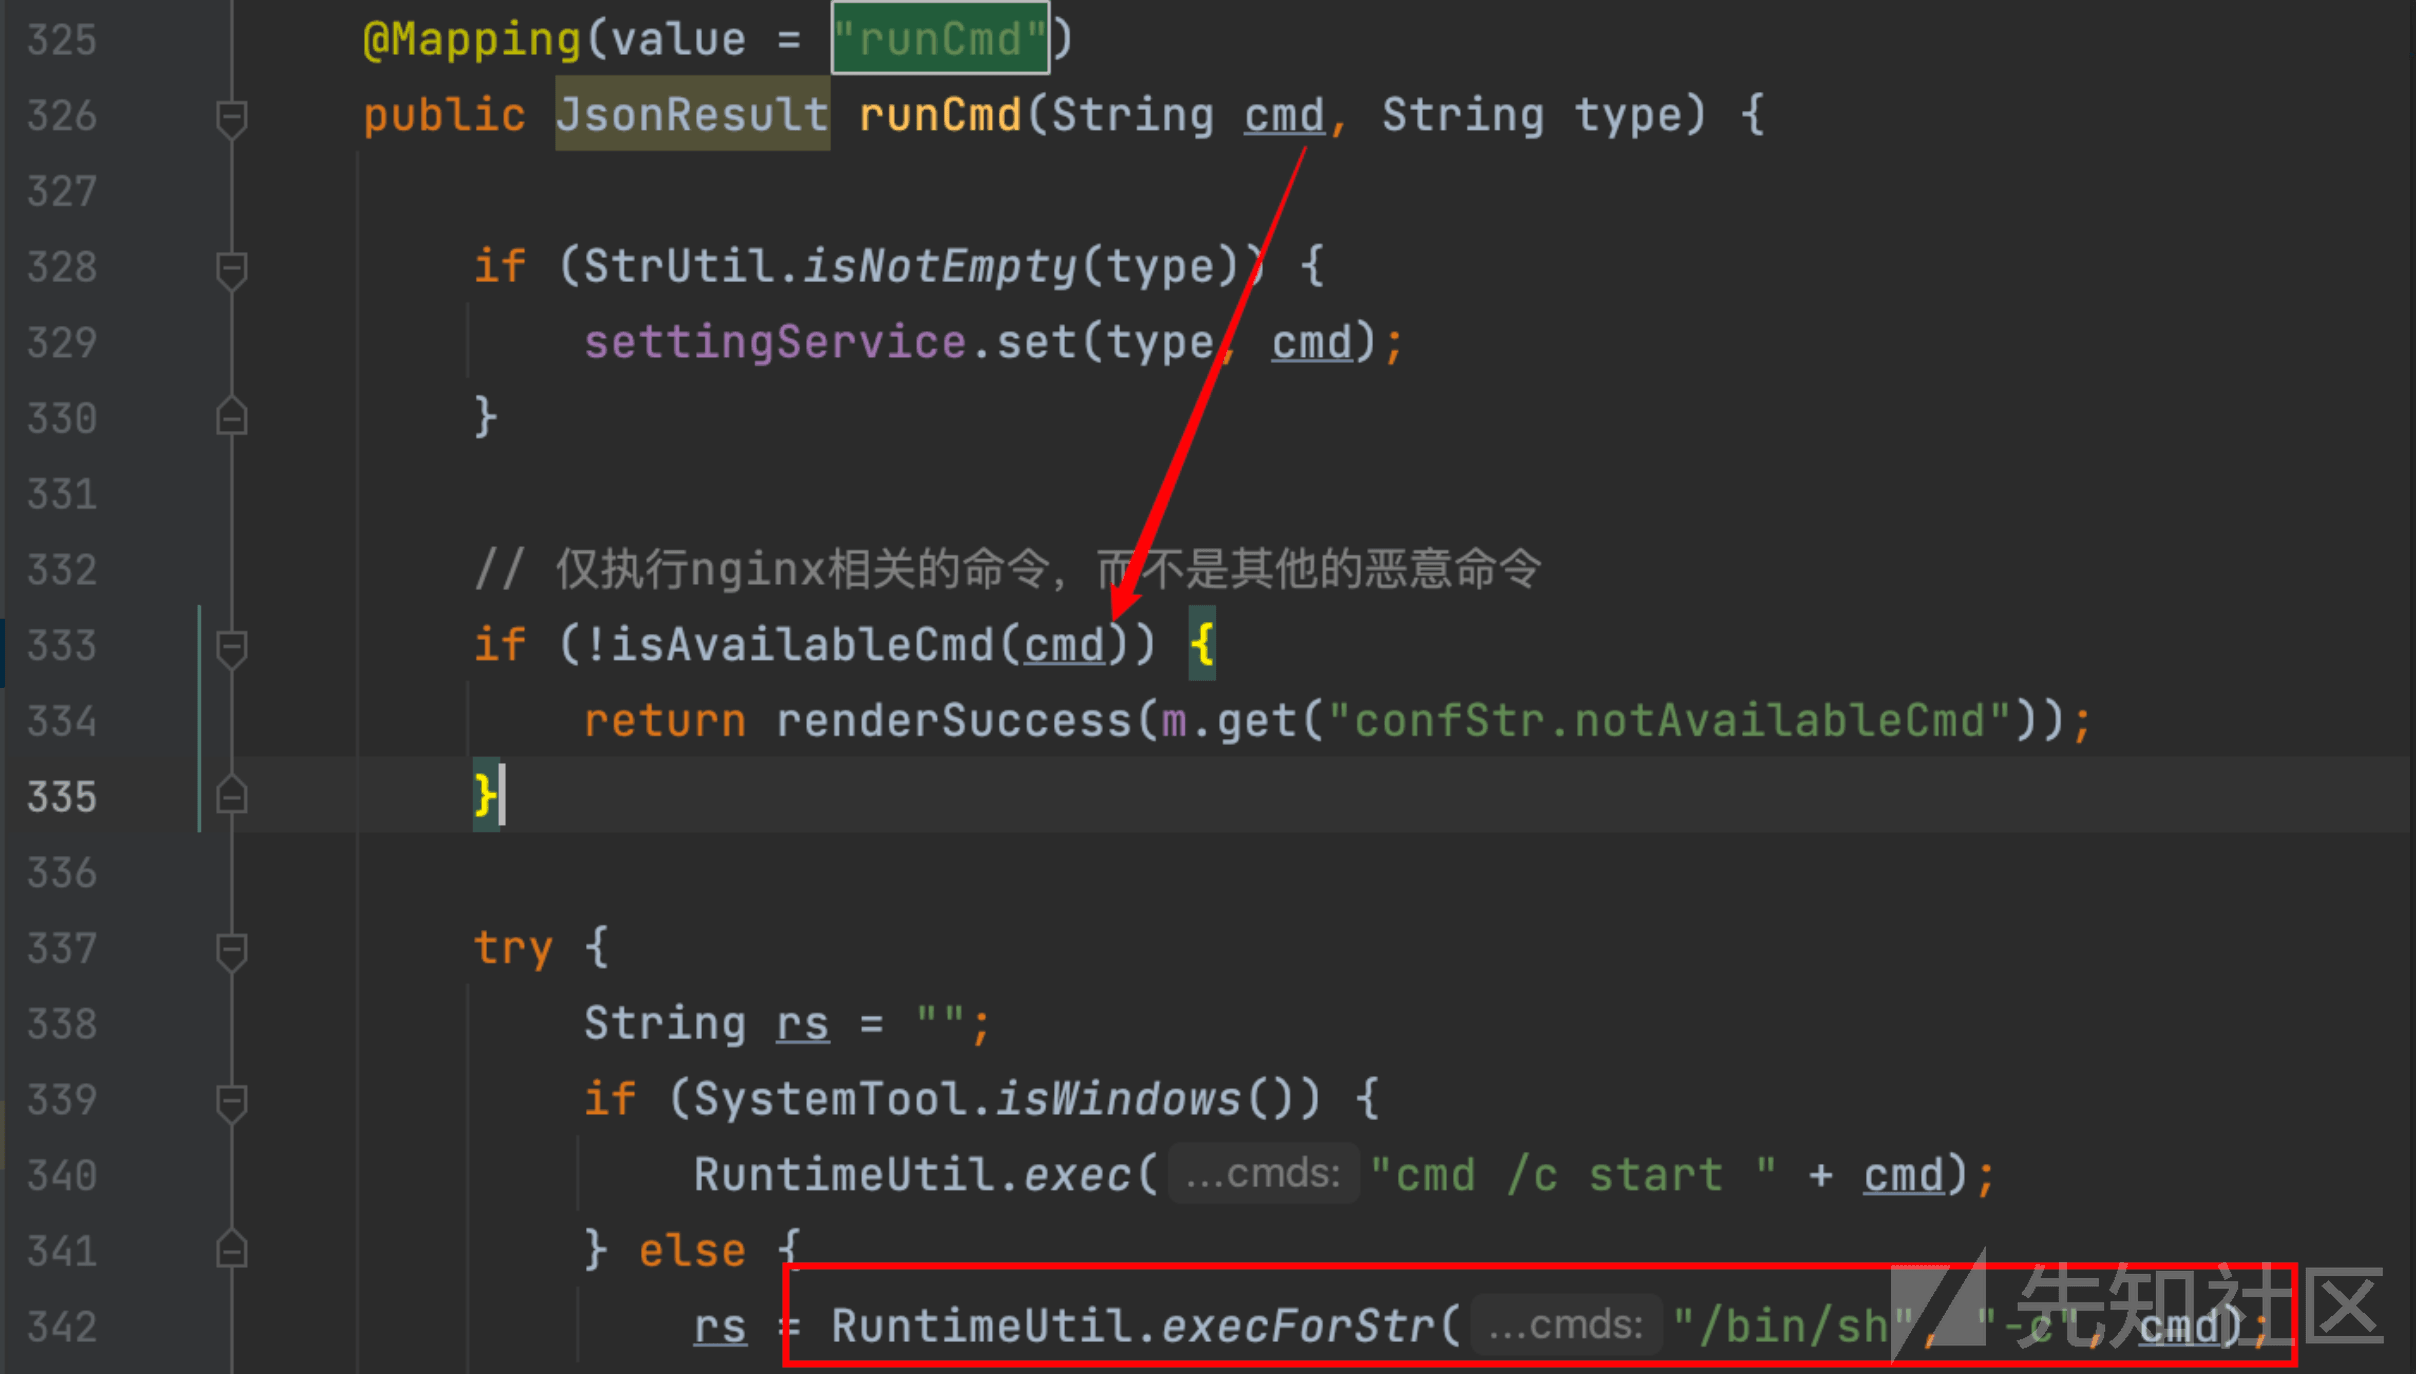 325 @Mapping(value = "runCmd")
326 public JsonResult runCmd(String cmd, String type) {
327
328 if (StrUtil.isNotEmpty(type)) {
329 settingService.set(type, cmd);
330 }
331
332 // 仅执行nginx相关的命令，而不是其他的恶意命令
333 if (!isAvailableCmd(cmd)) {
334 return renderSuccess(m.get("confStr.notAvailableCmd"));
335 }
336
337 try {
338 String rs = "";
339 if (SystemTool.isWindows()) {
340 RuntimeUtil.exec( ...cmds: "cmd /c start " + cmd);
341 } else {
342 rs = RuntimeUtil.execForStr( ...cmds: "/bin/sh", "-c", cmd);
先知社区